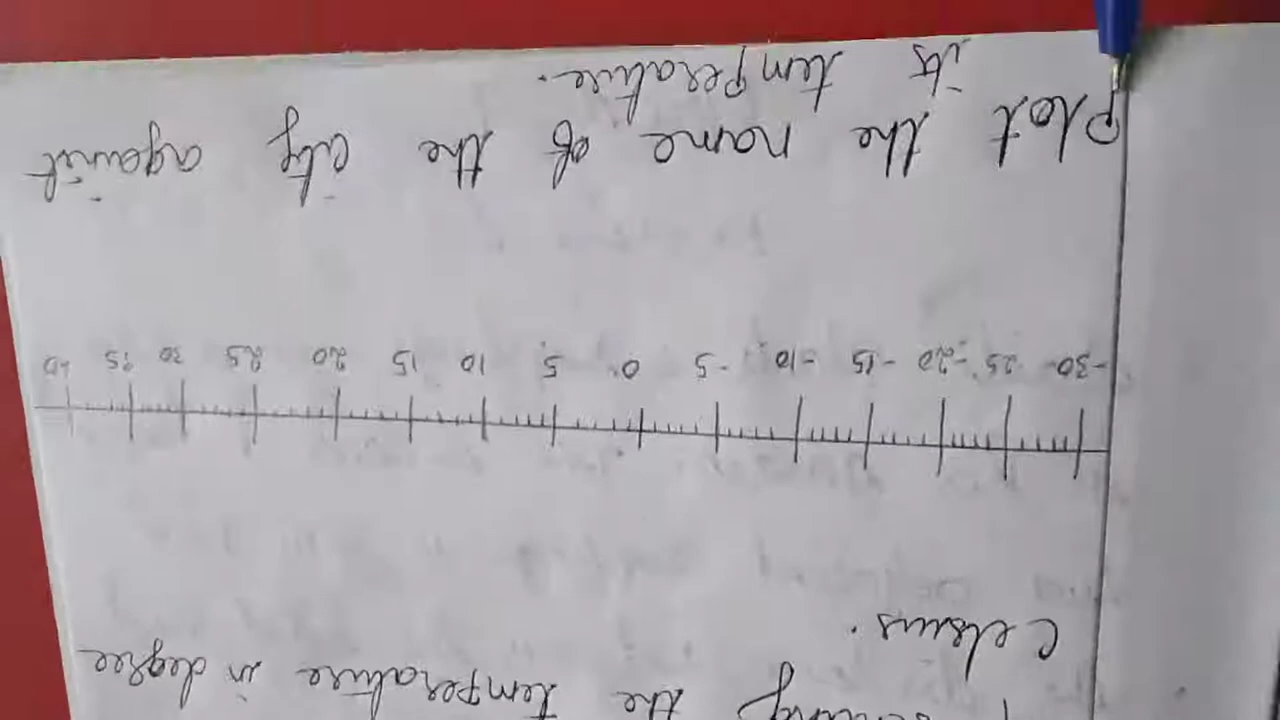 the temperature in degree
Celsius.
-30 -25 -20 -15 -10 -5 0 5 10 15 20 25 30 35 40
Plot the name of the city against
its temperature.